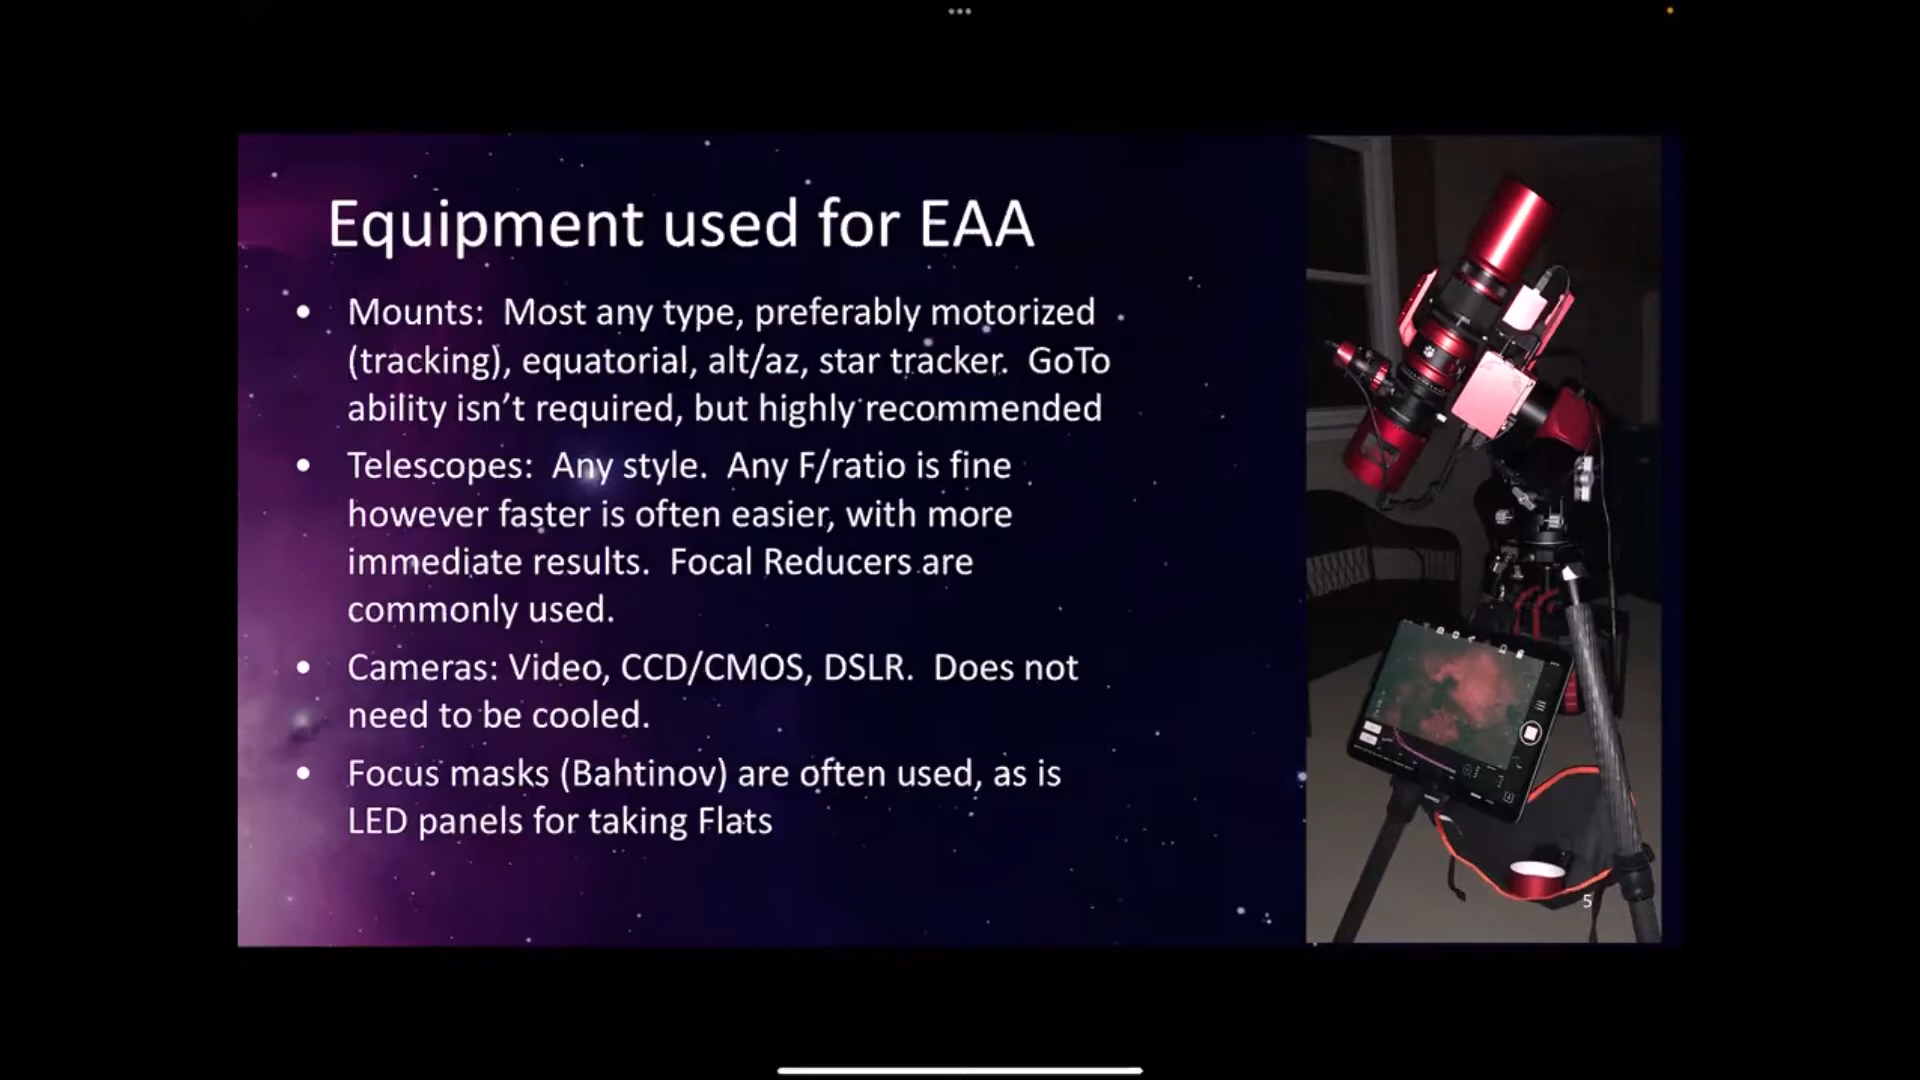 Equipment used for EAA
• Mounts:  Most any type, preferably motorized
(tracking), equatorial, alt/az, star tracker.  GoTo
ability isn’t required, but highly recommended
• Telescopes:  Any style.  Any F/ratio is fine
however faster is often easier, with more
immediate results.  Focal Reducers are
commonly used.
• Cameras: Video, CCD/CMOS, DSLR.  Does not
need to be cooled.
• Focus masks (Bahtinov) are often used, as is
LED panels for taking Flats
5